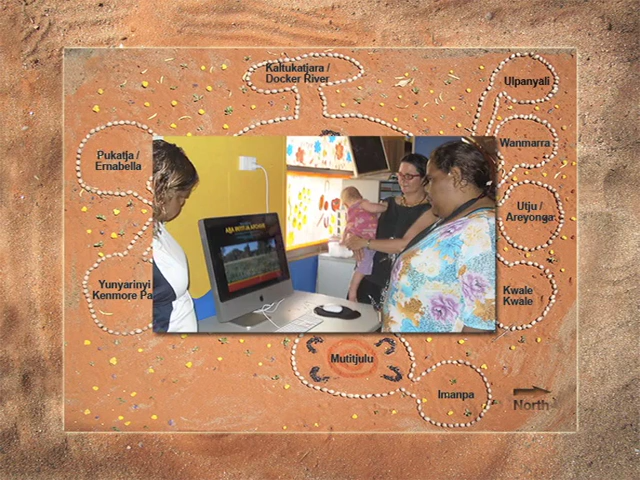 Kaltukatjara /
Docker River
Ulpanyali
Wanmarra
Pukatja /
Ernabella
Utju /
Areyonga
Yunyarinyi
Kenmore Pa
Kwale
Kwale
Mutitjulu
Imanpa
North